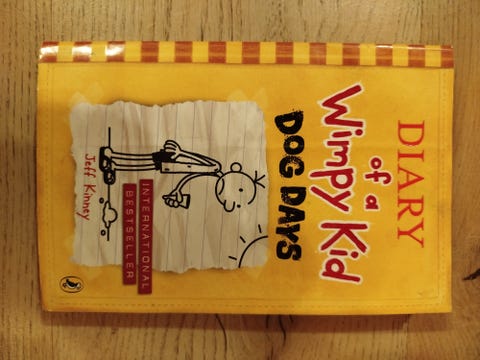 DIARY
of a
Wimpy Kid
DOG DAYS
INTERNATIONAL
BESTSELLER
Jeff Kinney